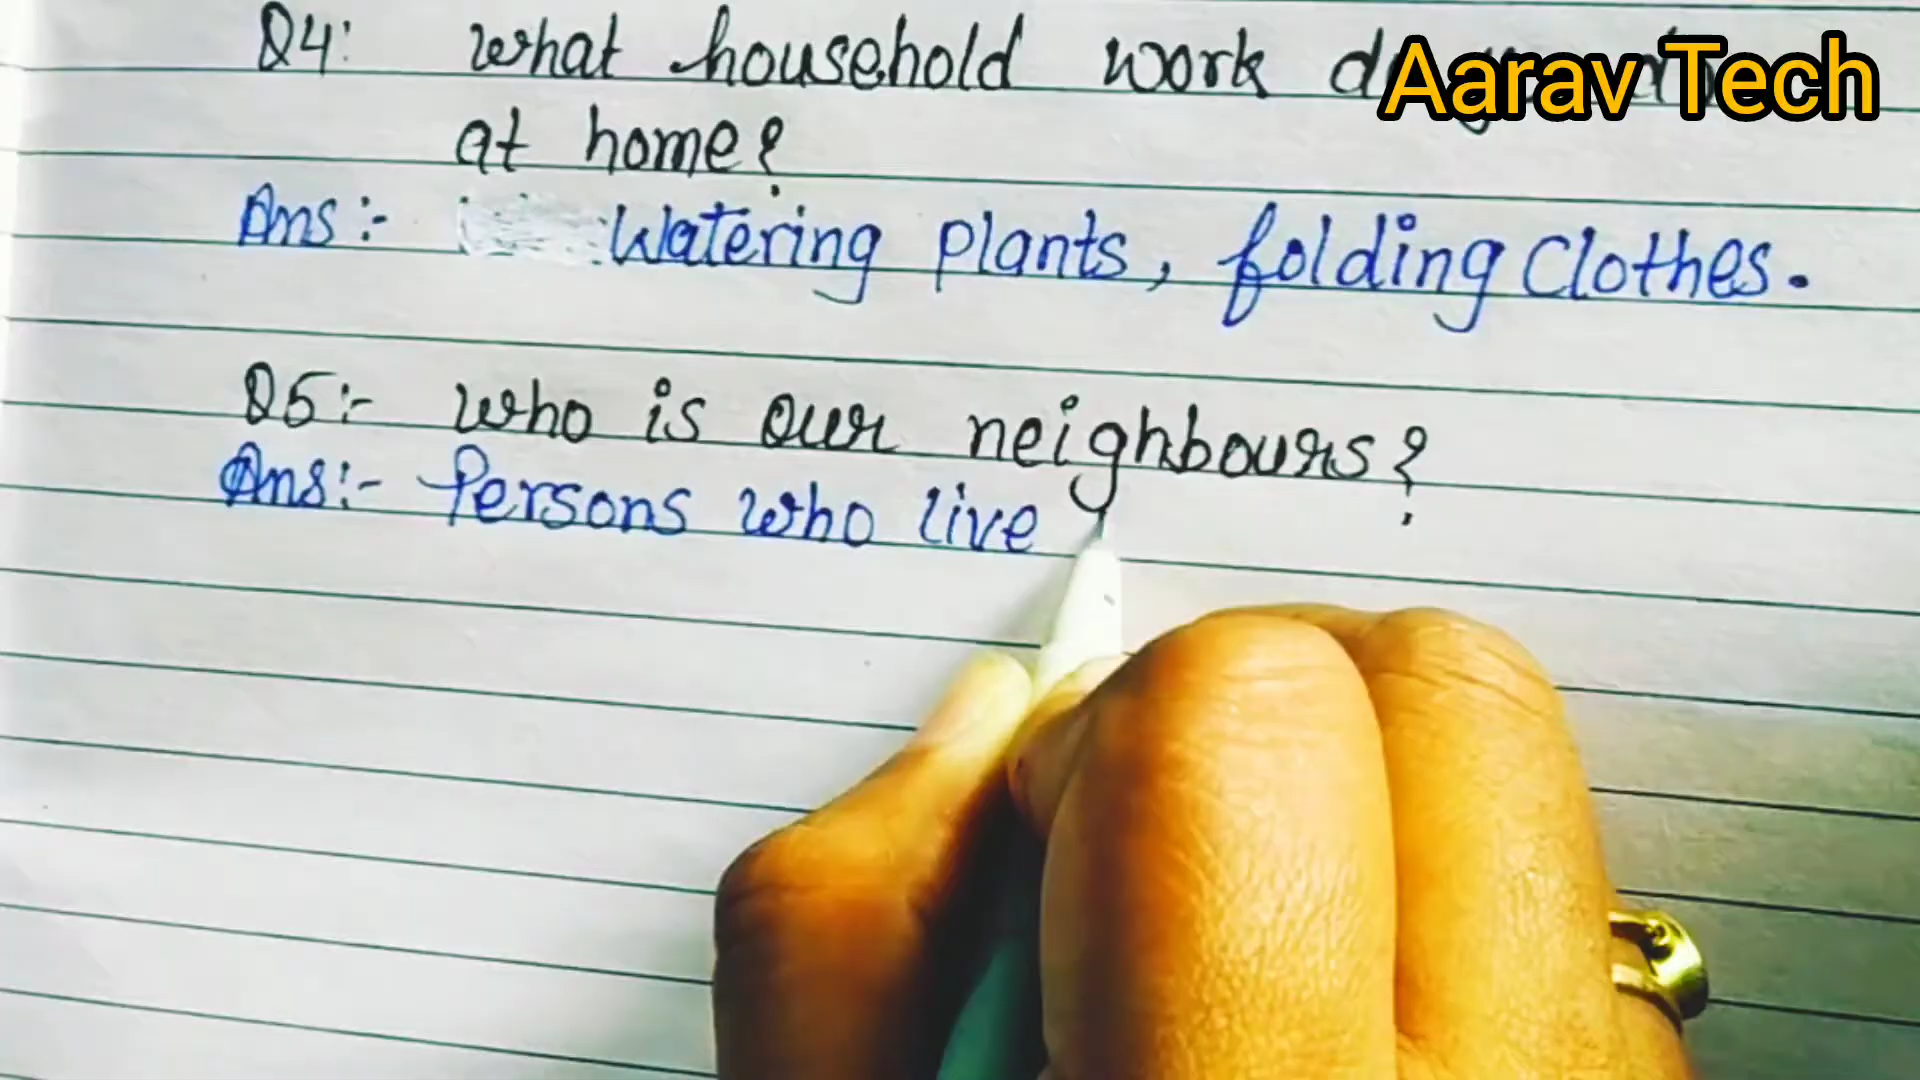 Q4: What household work
Aarav Tech
at home?
Ans:- Watering plants, folding Clothes.
Q5:- Who is our neighbours?
Ans:- Persons who live